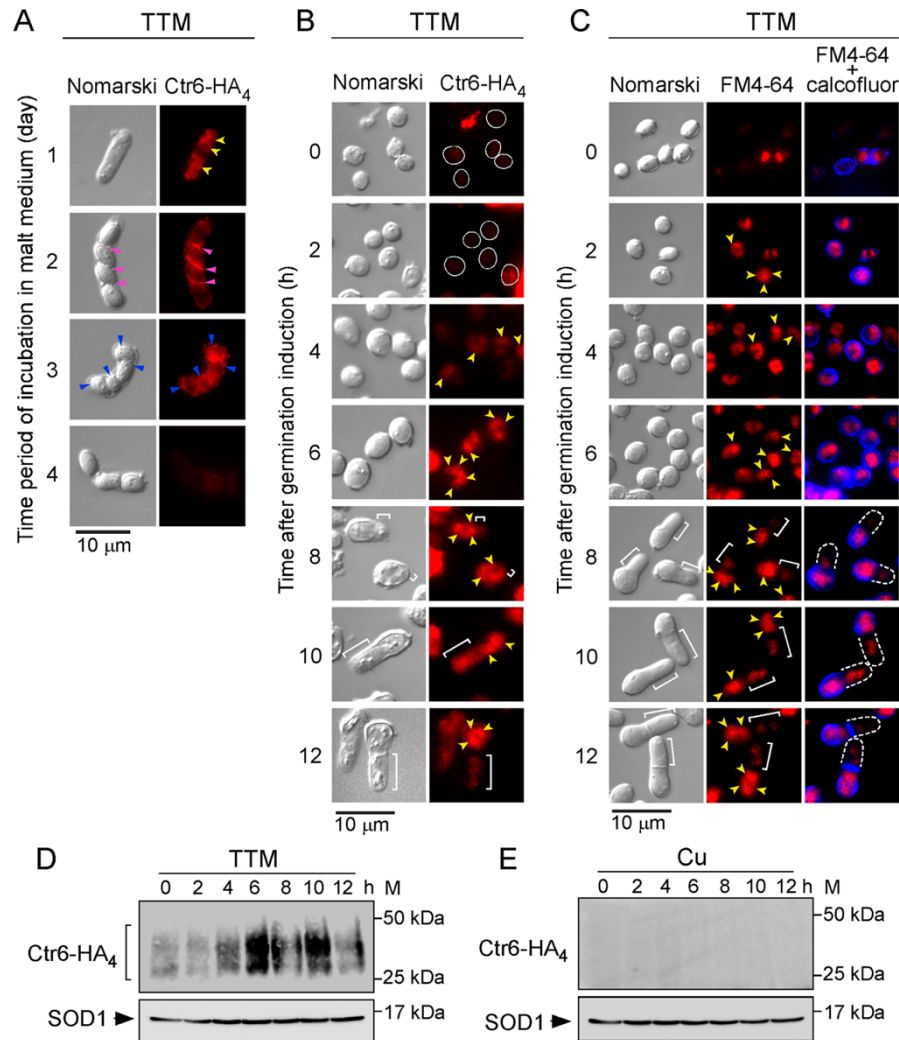 A
TTM
Nomarski Ctr6-HA4
Time period of incubation in malt medium (day)
1
2
3
4
10 µm
B
TTM
Nomarski Ctr6-HA4
Time after germination induction (h)
0
2
4
6
8
10
12
10 µm
C
TTM
FM4-64
+
Nomarski FM4-64 calcofluor
Time after germination induction (h)
0
2
4
6
8
10
12
10 µm
D
TTM
0 2 4 6 8 10 12 h M
50 kDa
Ctr6-HA4
25 kDa
17 kDa
SOD1
E
Cu
0 2 4 6 8 10 12 h M
50 kDa
Ctr6-HA4
25 kDa
17 kDa
SOD1